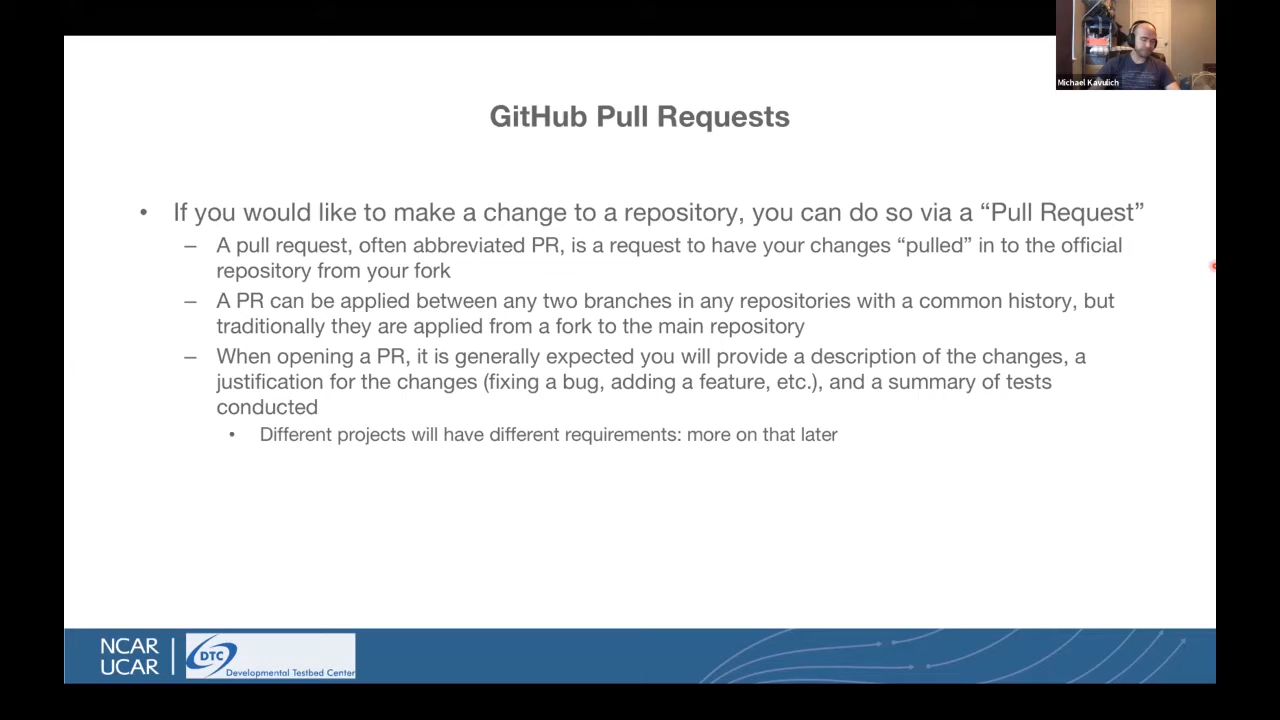 Michael Kavulich
GitHub Pull Requests
• If you would like to make a change to a repository, you can do so via a “Pull Request”
– A pull request, often abbreviated PR, is a request to have your changes “pulled” in to the official
repository from your fork
– A PR can be applied between any two branches in any repositories with a common history, but
traditionally they are applied from a fork to the main repository
– When opening a PR, it is generally expected you will provide a description of the changes, a
justification for the changes (fixing a bug, adding a feature, etc.), and a summary of tests
conducted
• Different projects will have different requirements: more on that later
NCAR
UCAR
DTC
Developmental Testbed Center